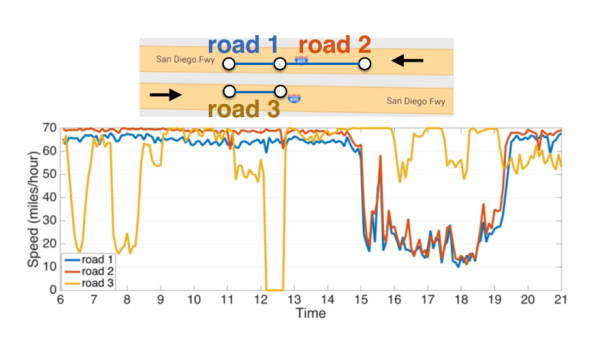 road 1 road 2
San Diego Fwy
405
405
San Diego Fwy
road 3
Speed (miles/hour)
70
60
50
40
30
20
10
0
road 1
road 2
road 3
6 7 8 9 10 11 12 13 14 15 16 17 18 19 20 21
Time